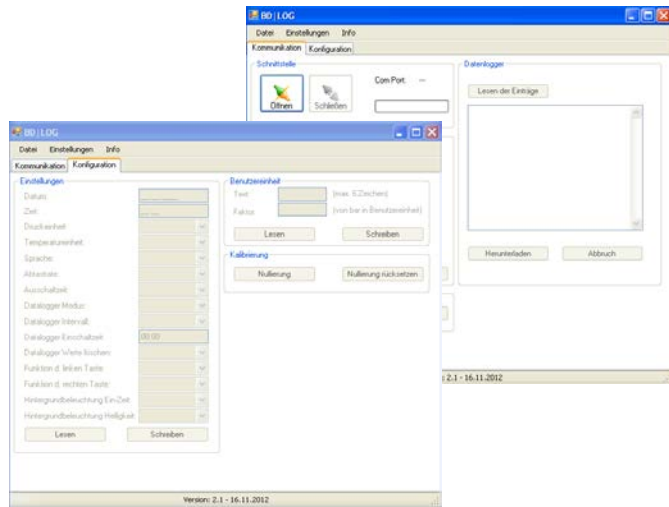 BD|LOG
Datei Einstellungen Info
Kommunikation Konfiguration
Schnittstelle
Com Port: ---
Öffnen Schließen
Datenlogger
Lesen der Einträge
Herunterladen Abbruch
2.1 - 16.11.2012
BD|LOG
Datei Einstellungen Info
Kommunikation Konfiguration
Einstellungen
Datum:
Zeit:
Druckeinheit:
Temperatureinheit:
Sprache:
Abtastrate:
Ausschaltzeit:
Datalogger Modus:
Datalogger Intervall:
Datalogger Einschaltzeit: 00:00
Datalogger Werte löschen:
Funktion d. linken Taste:
Funktion d. rechten Taste:
Hintergrundbeleuchtung Ein-Zeit:
Hintergrundbeleuchtung Helligkeit:
Lesen Schreiben
Benutzereinheit
Text: (max. Zeichen)
Faktor: (von bar in Benutzereinheit)
Lesen Schreiben
Kalibrierung
Nullierung Nullierung rücksetzen
Version: 2.1 - 16.11.2012